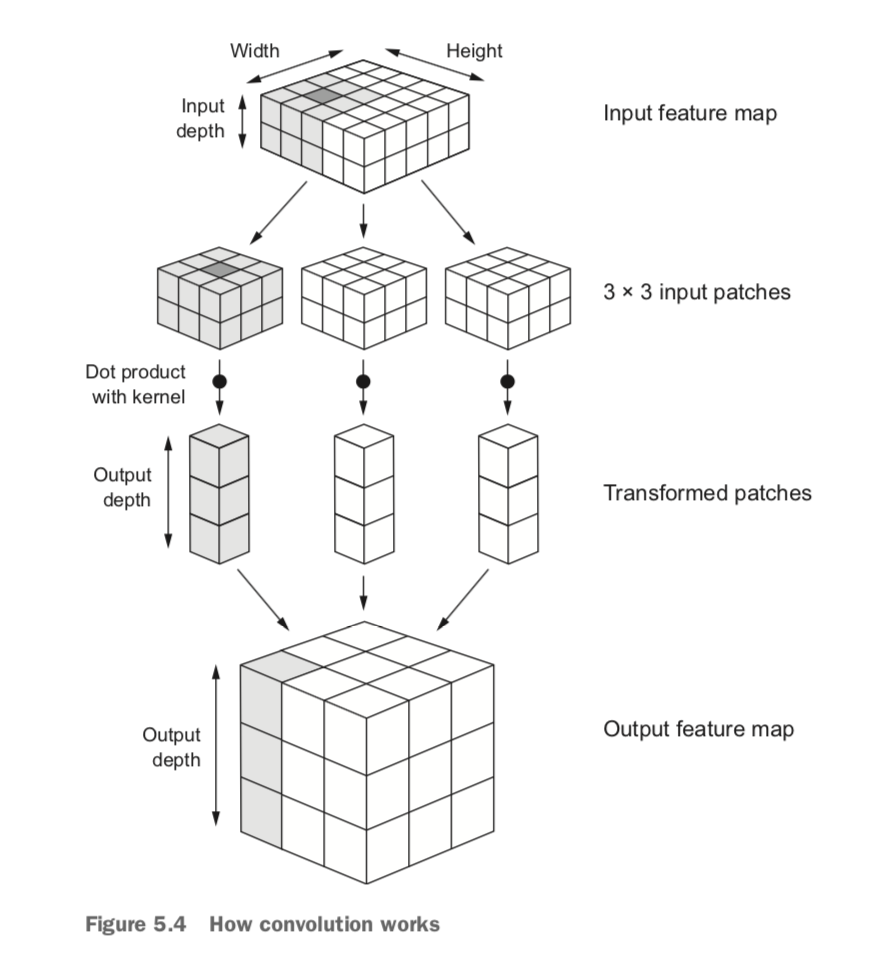 Width
Height
Input
depth
Input feature map
3 × 3 input patches
Dot product
with kernel
Output
depth
Transformed patches
Output
depth
Output feature map
Figure 5.4 How convolution works